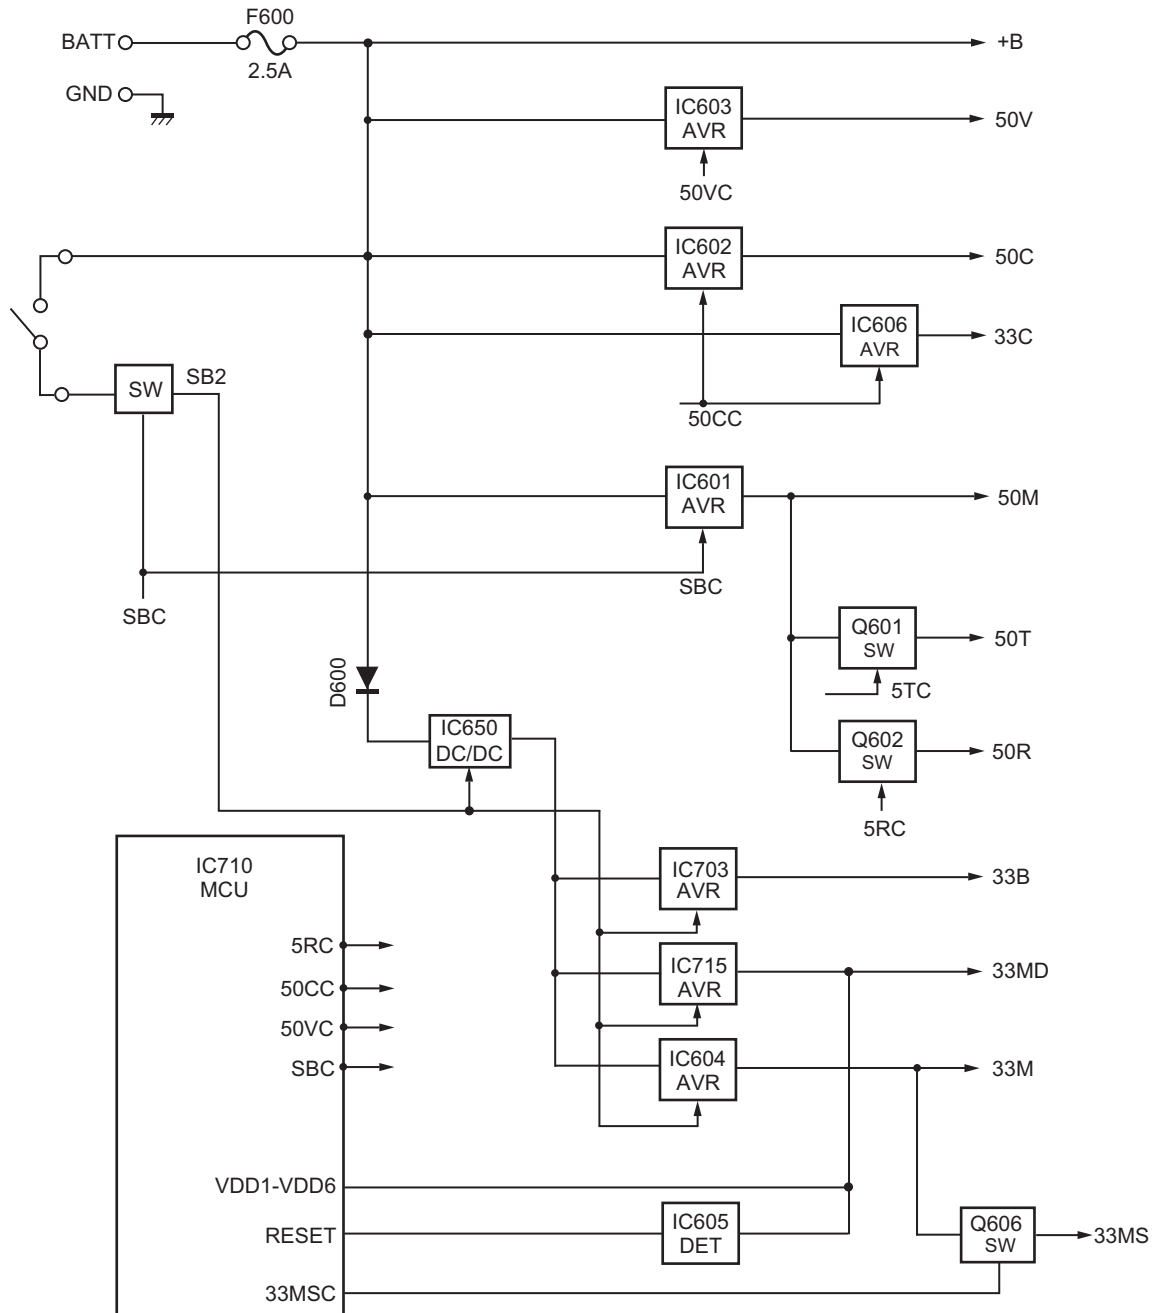 F600
BATT
2.5A
+B
GND
IC603
AVR
50V
50VC
IC602
AVR
50C
IC606
AVR
33C
SW
SB2
50CC
IC601
AVR
50M
SBC
SBC
Q601
SW
50T
5TC
D600
IC650
DC/DC
Q602
SW
50R
5RC
IC710
MCU
IC703
AVR
33B
5RC
IC715
AVR
33MD
50CC
50VC
IC604
AVR
33M
SBC
VDD1-VDD6
RESET
IC605
DET
Q606
SW
33MS
33MSC